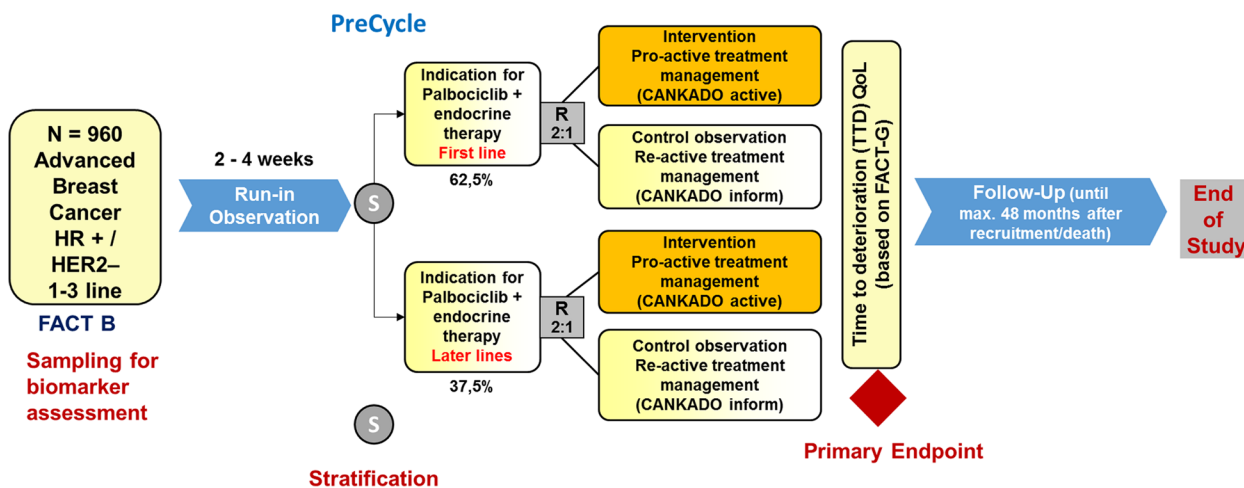 PreCycle
N = 960
Advanced
Breast
Cancer
HR + /
HER2–
1-3 line
FACT B
Sampling for
biomarker
assessment
2 - 4 weeks
Run-in
Observation
S
Indication for
Palbociclib +
endocrine
therapy
First line
62,5%
R
2:1
Intervention
Pro-active treatment
management
(CANKADO active)
Control observation
Re-active treatment
management
(CANKADO inform)
Indication for
Palbociclib +
endocrine
therapy
Later lines
37,5%
R
2:1
Intervention
Pro-active treatment
management
(CANKADO active)
Control observation
Re-active treatment
management
(CANKADO inform)
S
Stratification
Time to deterioration (TTD) QoL
(based on FACT-G)
Primary Endpoint
Follow-Up (until
max. 48 months after
recruitment/death)
End
of
Study